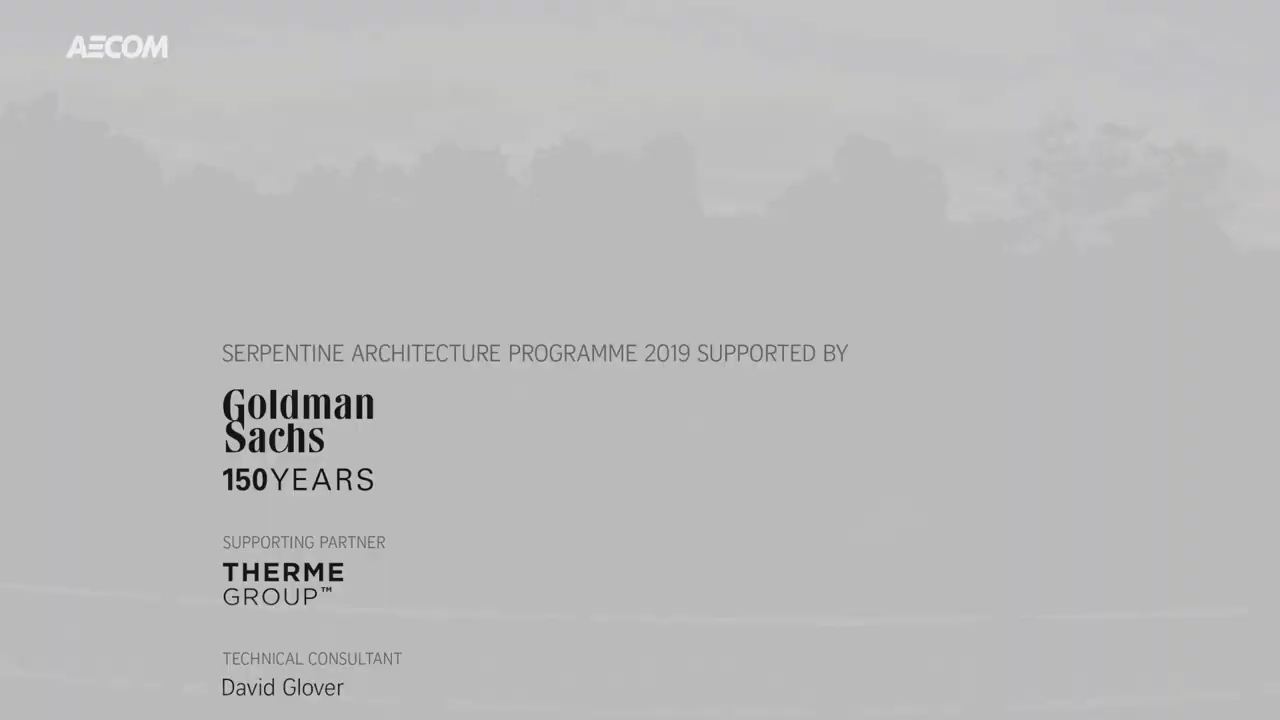 AECOM
SERPENTINE ARCHITECTURE PROGRAMME 2019 SUPPORTED BY
Goldman
Sachs
150YEARS
SUPPORTING PARTNER
THERME
GROUP™
TECHNICAL CONSULTANT
David Glover